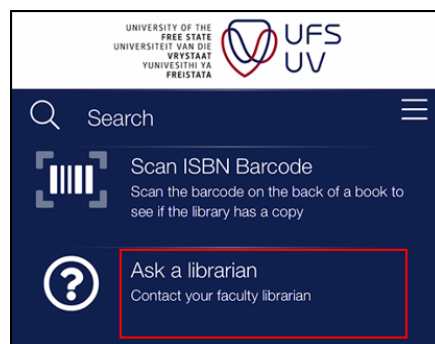 UNIVERSITY OF THE
FREE STATE
UNIVERSITEIT VAN DIE
VRYSTAAT
YUNIVESITHI YA
FREISTATA
UFS
UV
Search
Scan ISBN Barcode
Scan the barcode on the back of a book to
see if the library has a copy
Ask a librarian
Contact your faculty librarian